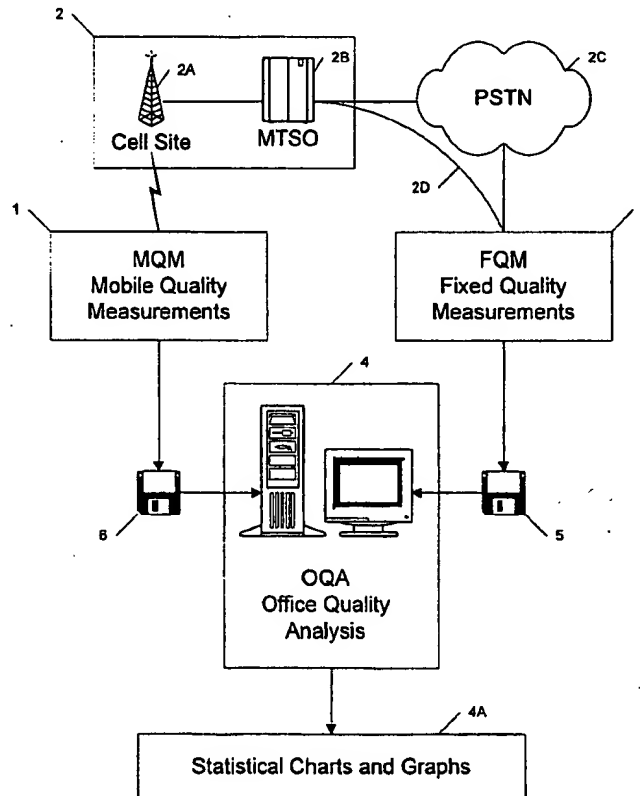 2
2A
2B
2C
PSTN
Cell Site
MTSO
2D
1
MQM
Mobile Quality
Measurements
FQM
Fixed Quality
Measurements
4
6
5
OQA
Office Quality
Analysis
4A
Statistical Charts and Graphs